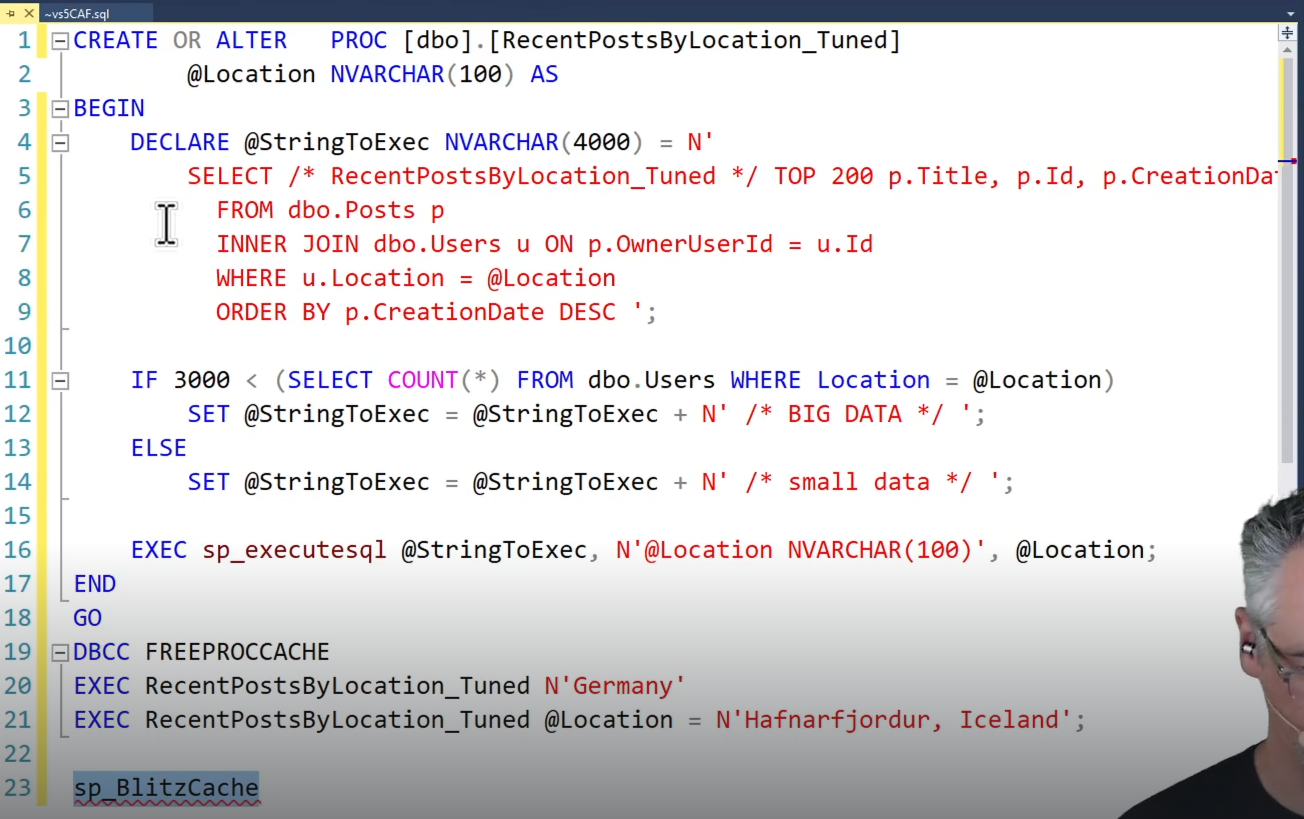 ~vs5CAF.sql
1 CREATE OR ALTER PROC [dbo].[RecentPostsByLocation_Tuned]
2 @Location NVARCHAR(100) AS
3 BEGIN
4 DECLARE @StringToExec NVARCHAR(4000) = N'
5 SELECT /* RecentPostsByLocation_Tuned */ TOP 200 p.Title, p.Id, p.CreationDat
6 FROM dbo.Posts p
7 INNER JOIN dbo.Users u ON p.OwnerUserId = u.Id
8 WHERE u.Location = @Location
9 ORDER BY p.CreationDate DESC ';
10
11 IF 3000 < (SELECT COUNT(*) FROM dbo.Users WHERE Location = @Location)
12 SET @StringToExec = @StringToExec + N' /* BIG DATA */ ';
13 ELSE
14 SET @StringToExec = @StringToExec + N' /* small data */ ';
15
16 EXEC sp_executesql @StringToExec, N'@Location NVARCHAR(100)', @Location;
17 END
18 GO
19 DBCC FREEPROCCACHE
20 EXEC RecentPostsByLocation_Tuned N'Germany'
21 EXEC RecentPostsByLocation_Tuned @Location = N'Hafnarfjordur, Iceland';
22
23 sp_BlitzCache